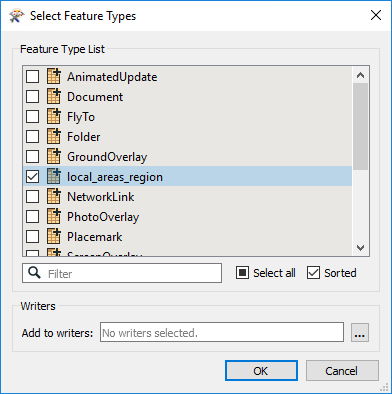 Select Feature Types
Feature Type List
AnimatedUpdate
Document
FlyTo
Folder
GroundOverlay
local_areas_region
NetworkLink
PhotoOverlay
Placemark
ScreenOverlay
Filter
Select all
Sorted
Writers
Add to writers: No writers selected. ...
OK
Cancel